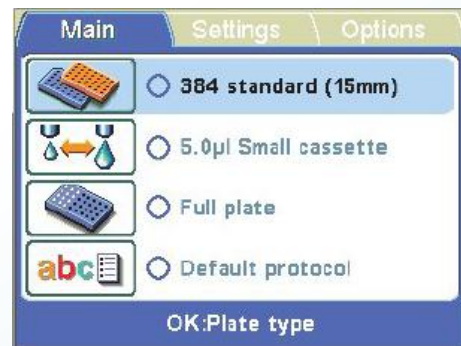 Main Settings Options
384 standard (15mm)
5.0µl Small cassette
Full plate
abc Default protocol
OK:Plate type